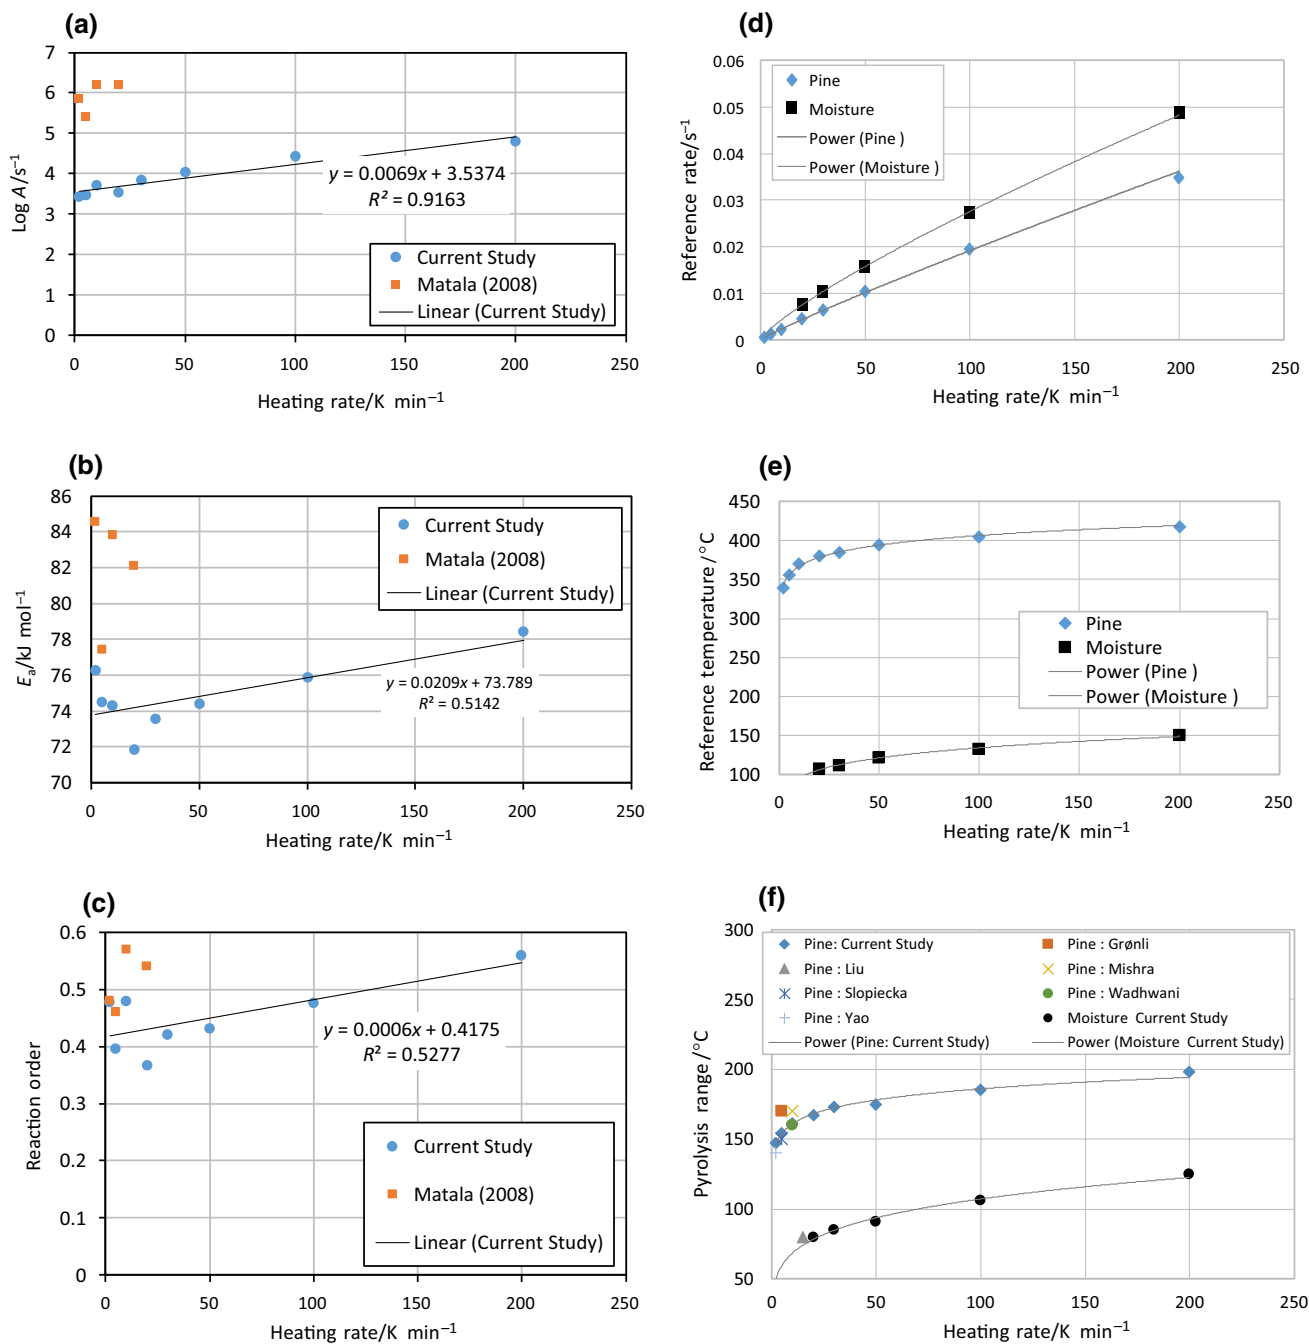 (a)
7
6
5
4
3
2
1
0
Log A/s⁻¹
y = 0.0069x + 3.5374
R² = 0.9163
Current Study
Matala (2008)
Linear (Current Study)
0 50 100 150 200 250
Heating rate/K min⁻¹
(b)
86
84
82
80
78
76
74
72
70
Eₐ/kJ mol⁻¹
Current Study
Matala (2008)
Linear (Current Study)
y = 0.0209x + 73.789
R² = 0.5142
0 50 100 150 200 250
Heating rate/K min⁻¹
(c)
0.6
0.5
0.4
0.3
0.2
0.1
0
Reaction order
y = 0.0006x + 0.4175
R² = 0.5277
Current Study
Matala (2008)
Linear (Current Study)
0 50 100 150 200 250
Heating rate/K min⁻¹
(d)
0.06
0.05
0.04
0.03
0.02
0.01
0
Reference rate/s⁻¹
Pine
Moisture
Power (Pine )
Power (Moisture )
0 50 100 150 200 250
Heating rate/K min⁻¹
(e)
450
400
350
300
250
200
150
100
Reference temperature /°C
Pine
Moisture
Power (Pine )
Power (Moisture )
0 50 100 150 200 250
Heating rate/K min⁻¹
(f)
300
250
200
150
100
50
Pyrolysis range /°C
Pine: Current Study
Pine : Grønli
Pine : Liu
Pine : Mishra
Pine : Slopiecka
Pine : Wadhwani
Pine : Yao
Moisture Current Study
Power (Pine: Current Study)
Power (Moisture Current Study)
0 50 100 150 200 250
Heating rate/K min⁻¹